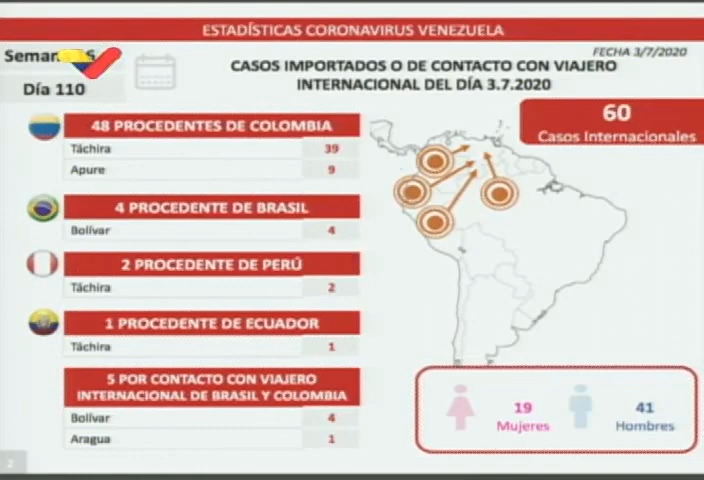 ESTADÍSTICAS CORONAVIRUS VENEZUELA
FECHA 3/7/2020
Día 110
CASOS IMPORTADOS O DE CONTACTO CON VIAJERO
INTERNACIONAL DEL DÍA 3.7.2020
60
Casos Internacionales
48 PROCEDENTES DE COLOMBIA
Táchira 39
Apure 9
4 PROCEDENTE DE BRASIL
Bolívar 4
2 PROCEDENTE DE PERÚ
Táchira 2
1 PROCEDENTE DE ECUADOR
Táchira 1
5 POR CONTACTO CON VIAJERO
INTERNACIONAL DE BRASIL Y COLOMBIA
Bolívar 4
Aragua 1
19
Mujeres
41
Hombres
2